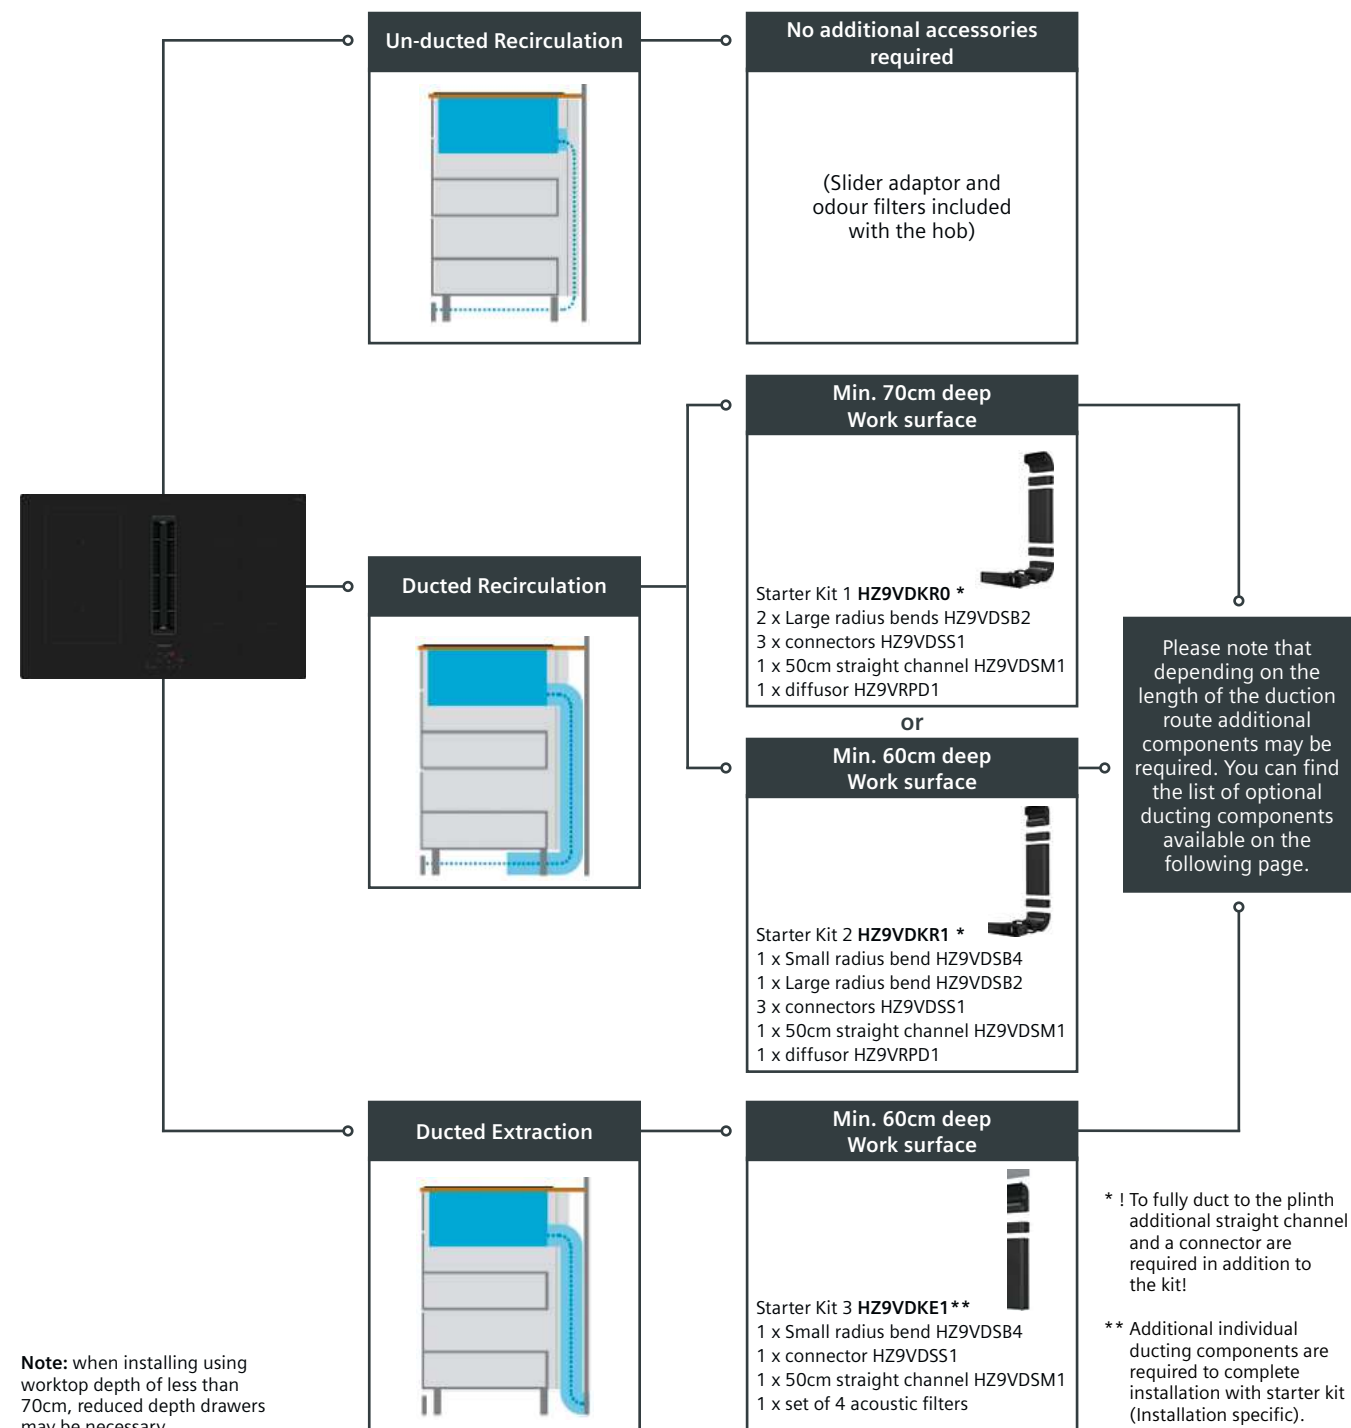 Un-ducted Recirculation
No additional accessories
required
(Slider adaptor and
odour filters included
with the hob)
Ducted Recirculation
Min. 70cm deep
Work surface
Starter Kit 1 HZ9VDKR0 *
2 x Large radius bends HZ9VDSB2
3 x connectors HZ9VDSS1
1 x 50cm straight channel HZ9VDSM1
1 x diffusor HZ9VRPD1
or
Min. 60cm deep
Work surface
Starter Kit 2 HZ9VDKR1 *
1 x Small radius bend HZ9VDSB4
1 x Large radius bend HZ9VDSB2
3 x connectors HZ9VDSS1
1 x 50cm straight channel HZ9VDSM1
1 x diffusor HZ9VRPD1
Please note that
depending on the
length of the duction
route additional
components may be
required. You can find
the list of optional
ducting components
available on the
following page.
Ducted Extraction
Min. 60cm deep
Work surface
Starter Kit 3 HZ9VDKE1**
1 x Small radius bend HZ9VDSB4
1 x connector HZ9VDSS1
1 x 50cm straight channel HZ9VDSM1
1 x set of 4 acoustic filters
* ! To fully duct to the plinth
additional straight channel
and a connector are
required in addition to
the kit!
** Additional individual
ducting components are
required to complete
installation with starter kit
(Installation specific).
Note: when installing using
worktop depth of less than
70cm, reduced depth drawers
may be necessary